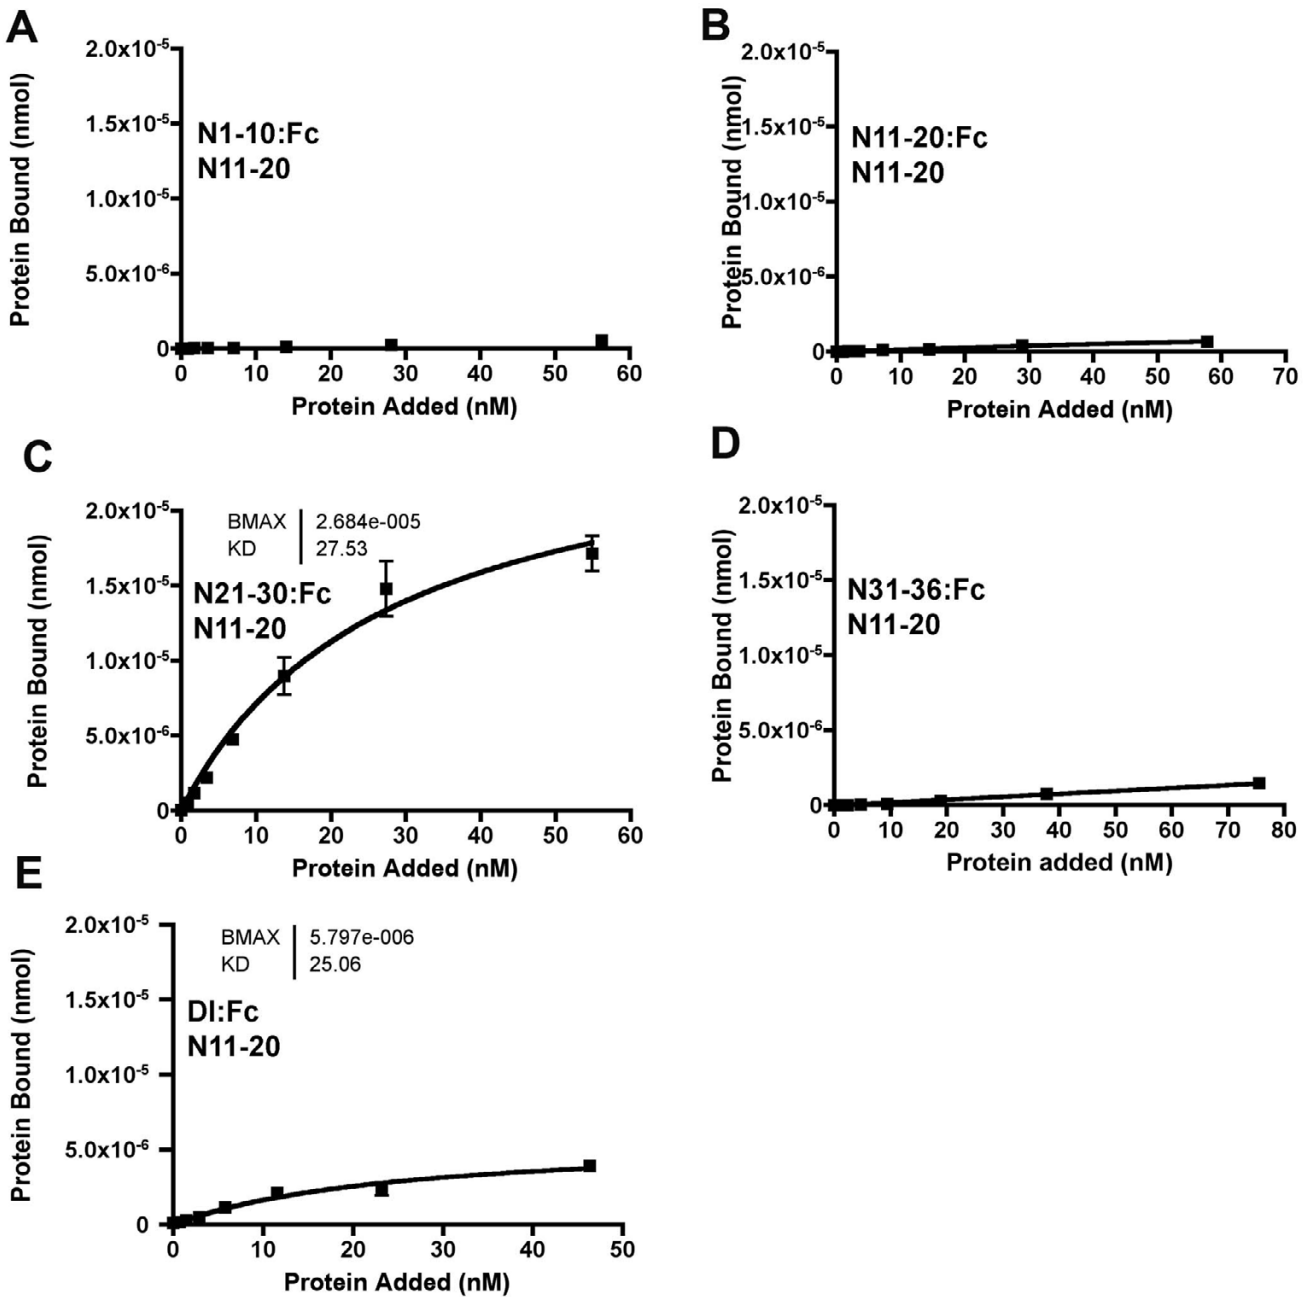 A
2.0x10-5
1.5x10-5
1.0x10-5
5.0x10-6
0
Protein Bound (nmol)
N1-10:Fc
N11-20
0 10 20 30 40 50 60
Protein Added (nM)
B
2.0x10-5
1.5x10-5
1.0x10-5
5.0x10-6
0
Protein Bound (nmol)
N11-20:Fc
N11-20
0 10 20 30 40 50 60 70
Protein Added (nM)
C
2.0x10-5
1.5x10-5
1.0x10-5
5.0x10-6
0
Protein Bound (nmol)
BMAX 2.684e-005
KD 27.53
N21-30:Fc
N11-20
0 10 20 30 40 50 60
Protein Added (nM)
D
2.0x10-5
1.5x10-5
1.0x10-5
5.0x10-6
0
Protein Bound (nmol)
N31-36:Fc
N11-20
0 10 20 30 40 50 60 70 80
Protein added (nM)
E
2.0x10-5
1.5x10-5
1.0x10-5
5.0x10-6
0
Protein Bound (nmol)
BMAX 5.797e-006
KD 25.06
DI:Fc
N11-20
0 10 20 30 40 50
Protein Added (nM)